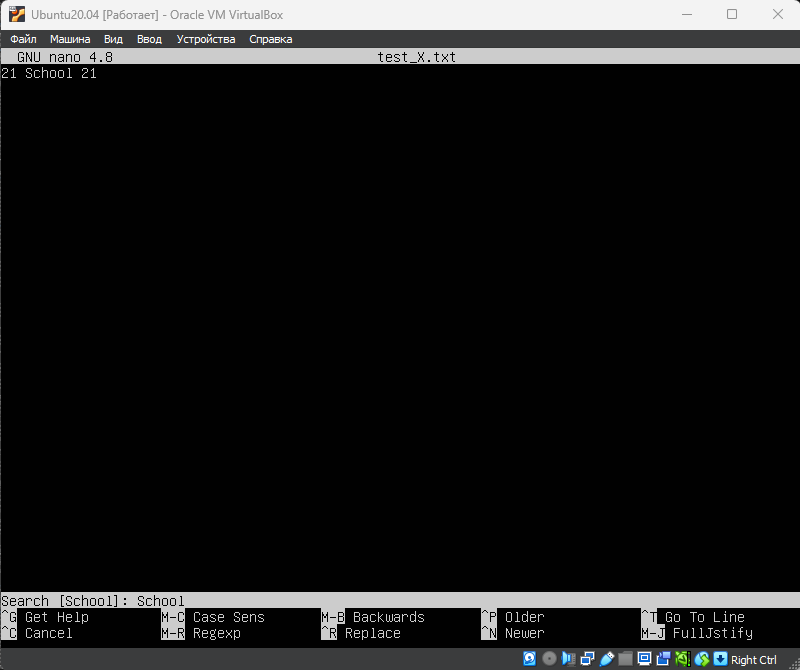 Ubuntu20.04 [Работает] - Oracle VM VirtualBox
Файл Машина Вид Ввод Устройства Справка
GNU nano 4.8 test_X.txt
21 School 21
Search [School]: School
^G Get Help M-C Case Sens M-B Backwards ^P Older ^T Go To Line
^C Cancel M-R Regexp ^R Replace ^N Newer M-J FullJstify
Right Ctrl